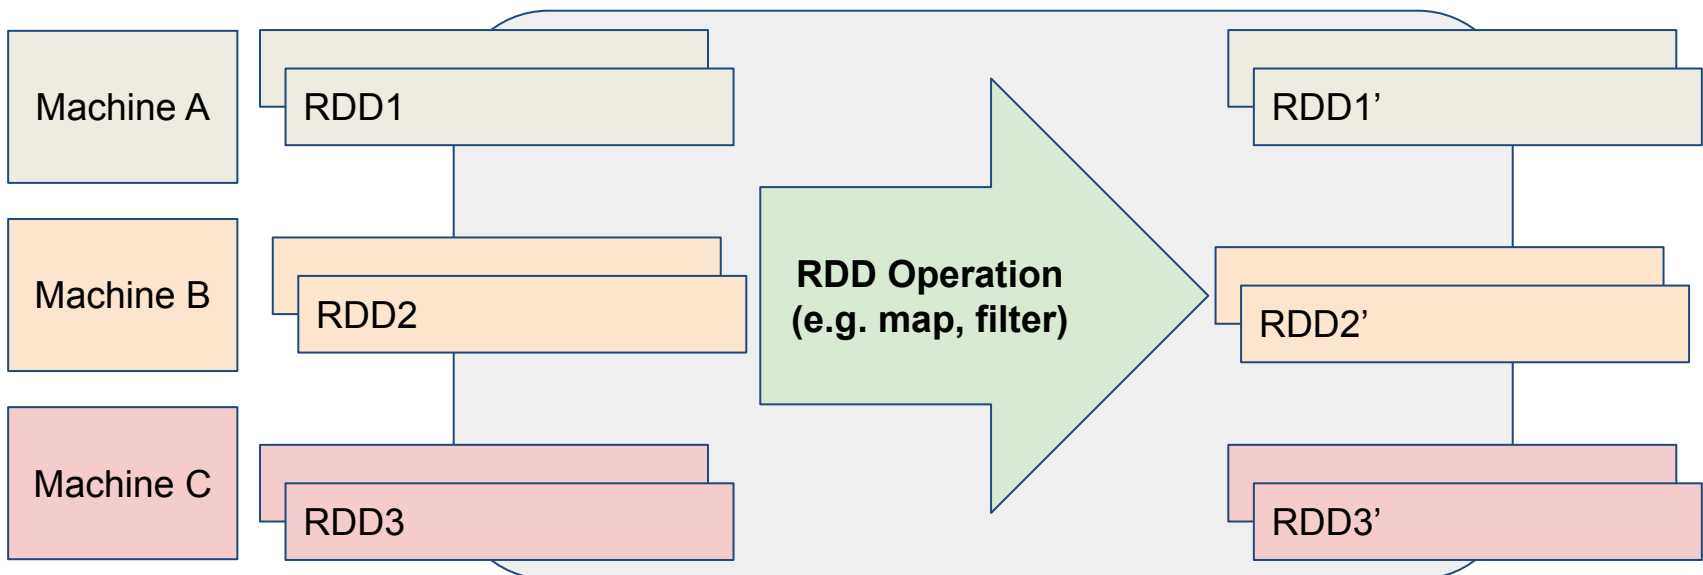 Machine A
RDD1
RDD1’
Machine B
RDD2
RDD Operation
(e.g. map, filter)
RDD2’
Machine C
RDD3
RDD3’